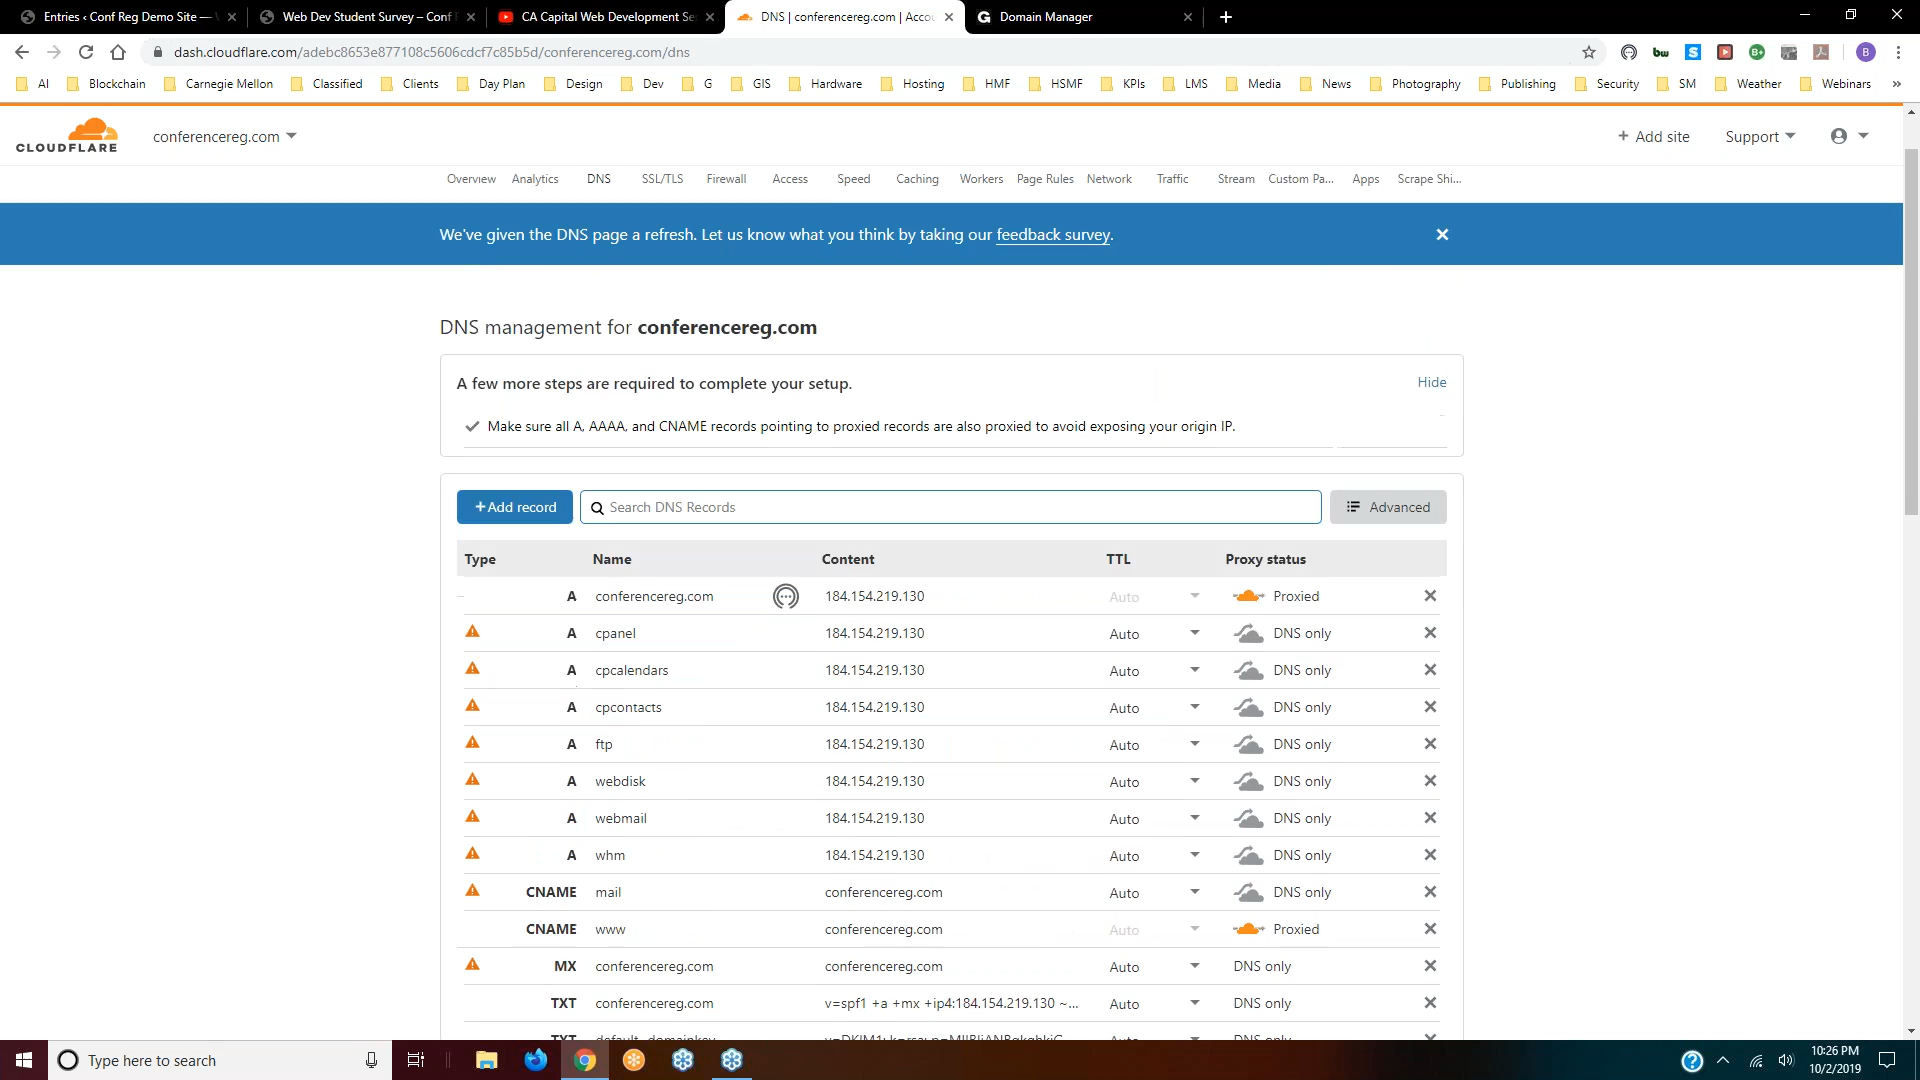 Entries ‹ Conf Reg Demo Site —
Web Dev Student Survey – Conf
CA Capital Web Development Se
DNS | conferencereg.com | Acco
Domain Manager
dash.cloudflare.com/adebc8653e877108c5606cdcf7c85b5d/conferencereg.com/dns
AI Blockchain Carnegie Mellon Classified Clients Day Plan Design Dev G GIS Hardware Hosting HMF HSMF KPIs LMS Media News Photography Publishing Security SM Weather Webinars »
CLOUDFLARE
conferencereg.com
+ Add site Support
Overview Analytics DNS SSL/TLS Firewall Access Speed Caching Workers Page Rules Network Traffic Stream Custom Pa... Apps Scrape Shi...
We've given the DNS page a refresh. Let us know what you think by taking our feedback survey.
DNS management for conferencereg.com
A few more steps are required to complete your setup. Hide
Make sure all A, AAAA, and CNAME records pointing to proxied records are also proxied to avoid exposing your origin IP.
+Add record Search DNS Records Advanced
Type Name Content TTL Proxy status
A conferencereg.com 184.154.219.130 Auto Proxied
A cpanel 184.154.219.130 Auto DNS only
A cpcalendars 184.154.219.130 Auto DNS only
A cpcontacts 184.154.219.130 Auto DNS only
A ftp 184.154.219.130 Auto DNS only
A webdisk 184.154.219.130 Auto DNS only
A webmail 184.154.219.130 Auto DNS only
A whm 184.154.219.130 Auto DNS only
CNAME mail conferencereg.com Auto DNS only
CNAME www conferencereg.com Auto Proxied
MX conferencereg.com conferencereg.com Auto DNS only
TXT conferencereg.com v=spf1 +a +mx +ip4:184.154.219.130 ~... Auto DNS only
TXT default._domainkey Auto DNS only
Type here to search
10:26 PM
10/2/2019